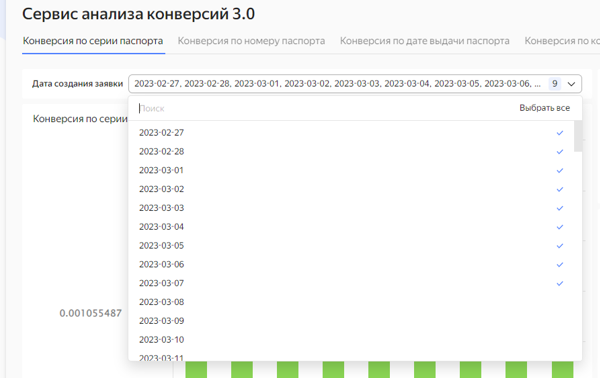 Сервис анализа конверсий 3.0
Конверсия по серии паспорта Конверсия по номеру паспорта Конверсия по дате выдачи паспорта Конверсия по ко
Дата создания заявки 2023-02-27, 2023-02-28, 2023-03-01, 2023-03-02, 2023-03-03, 2023-03-04, 2023-03-05, 2023-03-06, ... 9
Поиск Выбрать все
Конверсия по серии
2023-02-27
2023-02-28
2023-03-01
2023-03-02
2023-03-03
2023-03-04
2023-03-05
2023-03-06
2023-03-07
2023-03-08
0.001055487
2023-03-09
2023-03-10
2023-03-11